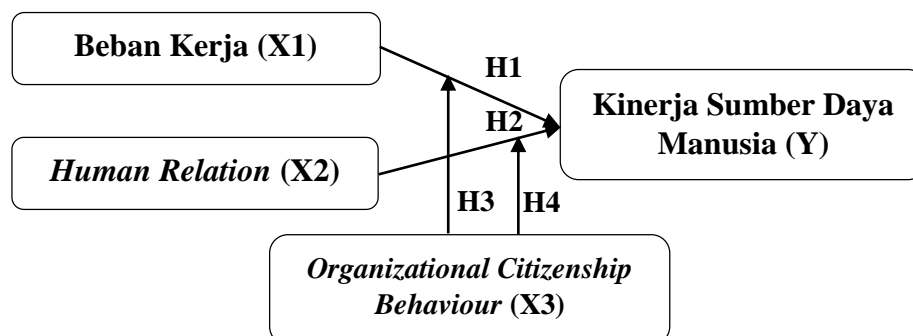 Beban Kerja (X1)
H1
Kinerja Sumber Daya
Manusia (Y)
H2
Human Relation (X2)
H3
H4
Organizational Citizenship
Behaviour (X3)